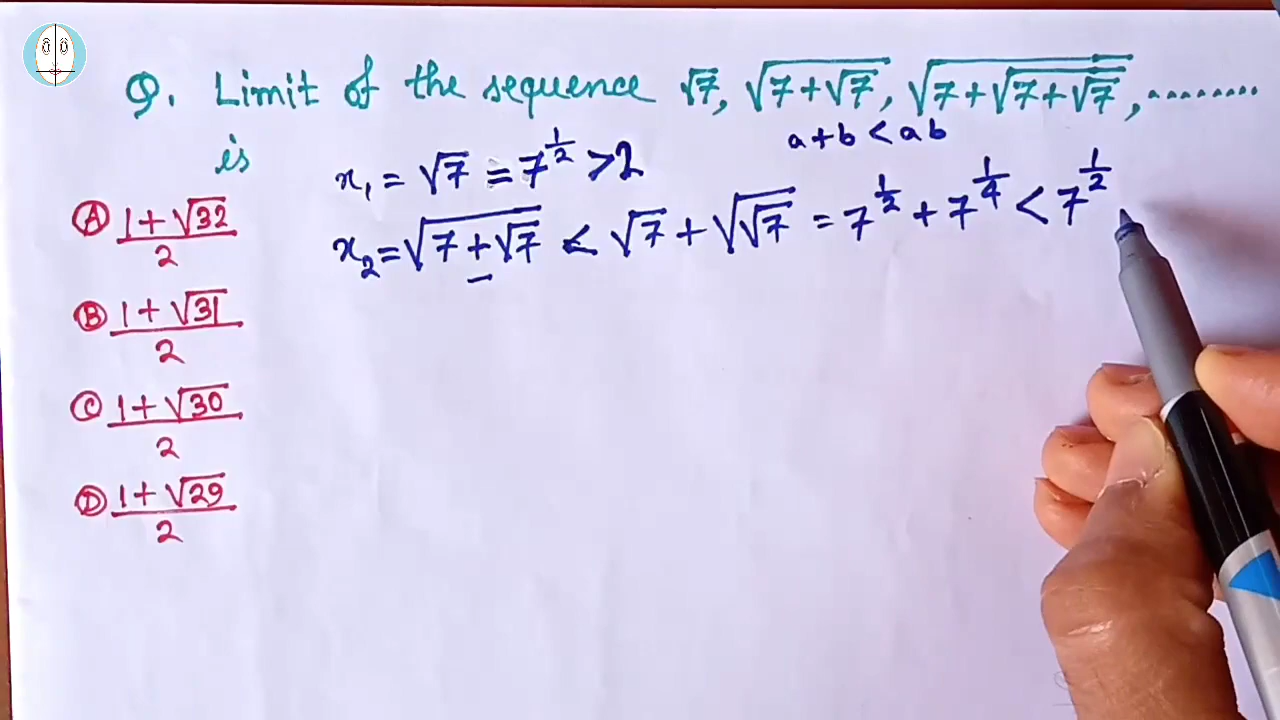 Q. Limit of the sequence √7, √(7+√7), √(7+√(7+√7)), ........
is
a+b < ab
x₁ = √7 = 7^(1/2) > 2
x₂ = √(7+√7) < √7 + √(√7) = 7^(1/2) + 7^(1/4) < 7^(1/2)
Ⓐ (1+√32)/2
Ⓑ (1+√31)/2
Ⓒ (1+√30)/2
Ⓓ (1+√29)/2